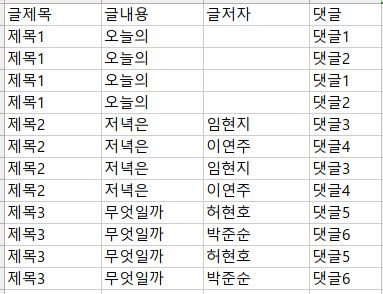 글제목 글내용 글저자 댓글
제목1 오늘의 댓글1
제목1 오늘의 댓글2
제목1 오늘의 댓글1
제목1 오늘의 댓글2
제목2 저녁은 임현지 댓글3
제목2 저녁은 이연주 댓글4
제목2 저녁은 임현지 댓글3
제목2 저녁은 이연주 댓글4
제목3 무엇일까 허현호 댓글5
제목3 무엇일까 박준순 댓글6
제목3 무엇일까 허현호 댓글5
제목3 무엇일까 박준순 댓글6